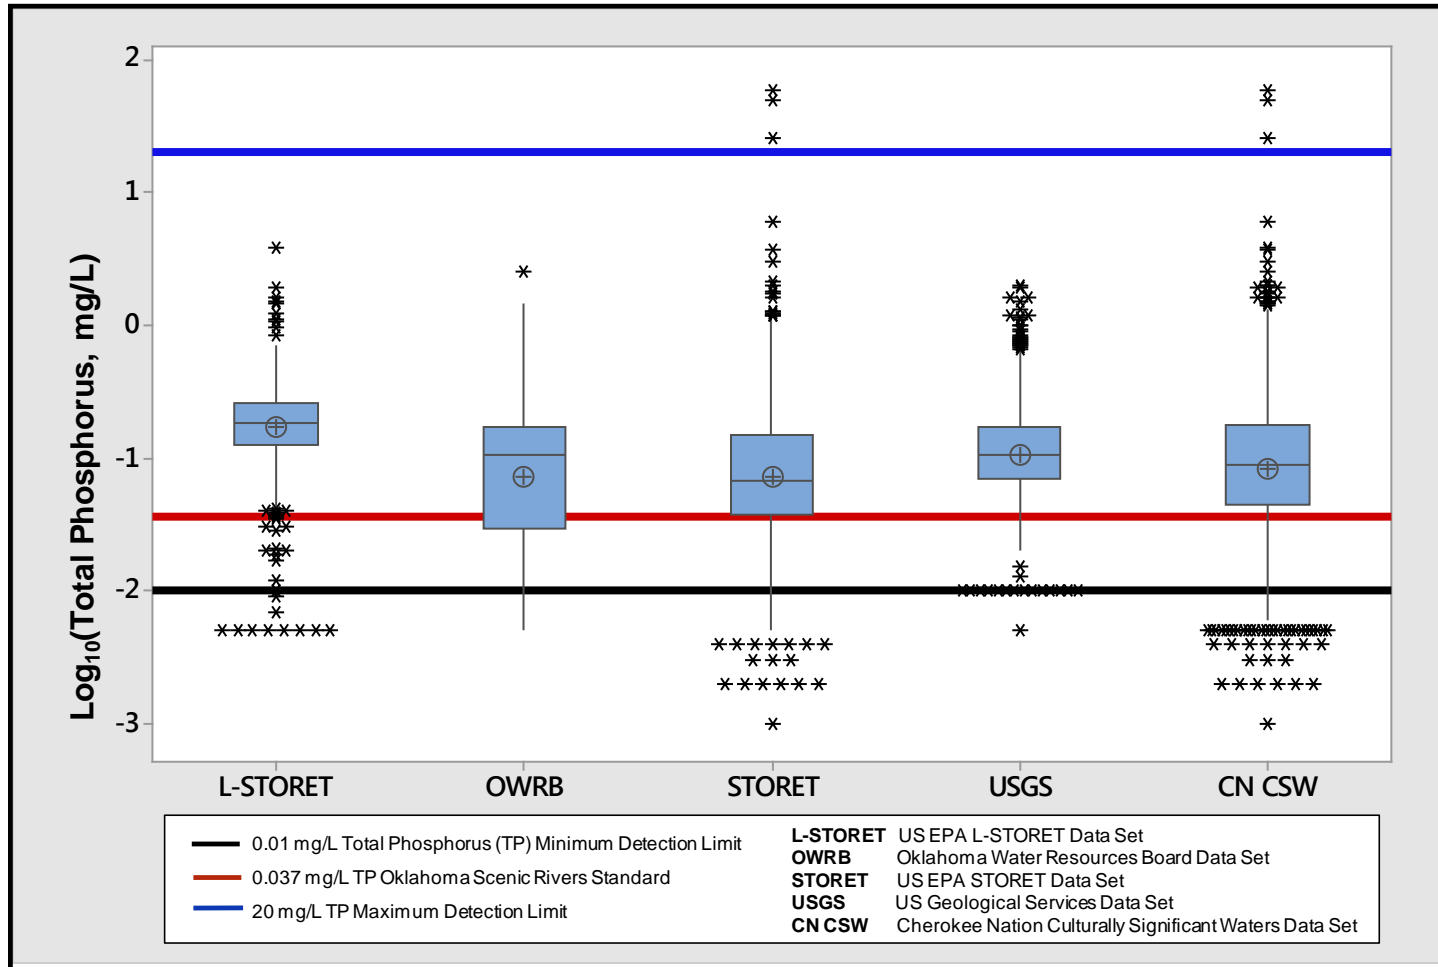 Log10(Total Phosphorus, mg/L)
2
1
0
-1
-2
-3
L-STORET OWRB STORET USGS CN CSW
0.01 mg/L Total Phosphorus (TP) Minimum Detection Limit
0.037 mg/L TP Oklahoma Scenic Rivers Standard
20 mg/L TP Maximum Detection Limit
L-STORET US EPA L-STORET Data Set
OWRB Oklahoma Water Resources Board Data Set
STORET US EPA STORET Data Set
USGS US Geological Services Data Set
CN CSW Cherokee Nation Culturally Significant Waters Data Set